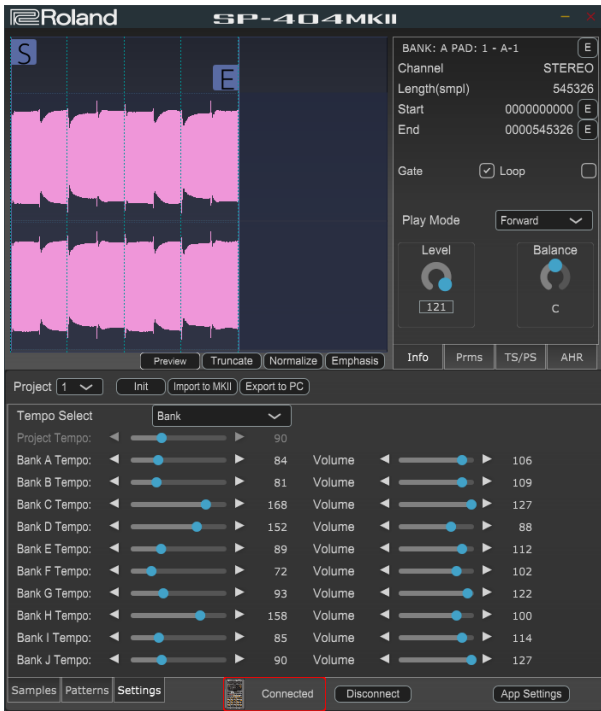 Roland SP-404MKII
S
E
BANK: A PAD: 1 - A-1 E
Channel STEREO
Length(smpl) 545326
Start 0000000000 E
End 0000545326 E
Gate Loop
Play Mode Forward
Level Balance
121 C
Preview Truncate Normalize Emphasis
Info Prms TS/PS AHR
Project 1 Init Import to MKII Export to PC
Tempo Select Bank
Project Tempo: 90
Bank A Tempo: 84 Volume 106
Bank B Tempo: 81 Volume 109
Bank C Tempo: 168 Volume 127
Bank D Tempo: 152 Volume 88
Bank E Tempo: 89 Volume 112
Bank F Tempo: 72 Volume 102
Bank G Tempo: 93 Volume 122
Bank H Tempo: 158 Volume 100
Bank I Tempo: 85 Volume 114
Bank J Tempo: 90 Volume 127
Samples Patterns Settings Connected Disconnect App Settings